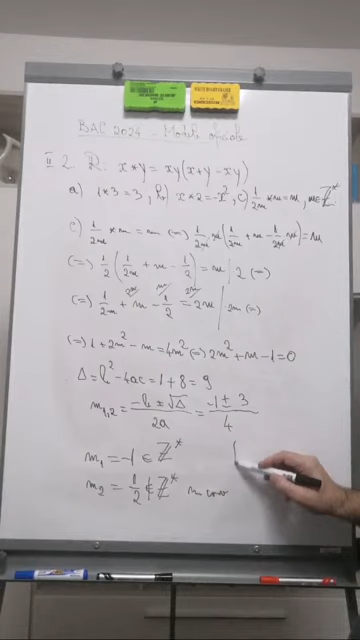 BAC 2024 - Modele oficiale
II 2. R. x * y = xy(x+y-xy)
a) 1*3=3, b) x*2=-x², c) 1/2m * m = m, m∈ℤ*
c) 1/2m * m = m (=) 1/2m · m (1/2m + m - 1/2m · m) = m
(=) 1/2 (1/2m + m - 1/2) = m | 2 (=)
(=) 1/2m + m - 1/2 = 2m | · 2m (=)
(=) 1 + 2m² - m = 4m² (=) 2m² + m - 1 = 0
Δ = b² - 4ac = 1 + 8 = 9
m₁,₂ = (-b ± √Δ)/2a = (-1 ± 3)/4
m₁ = -1 ∈ ℤ*
m₂ = 1/2 ∉ ℤ* n conv